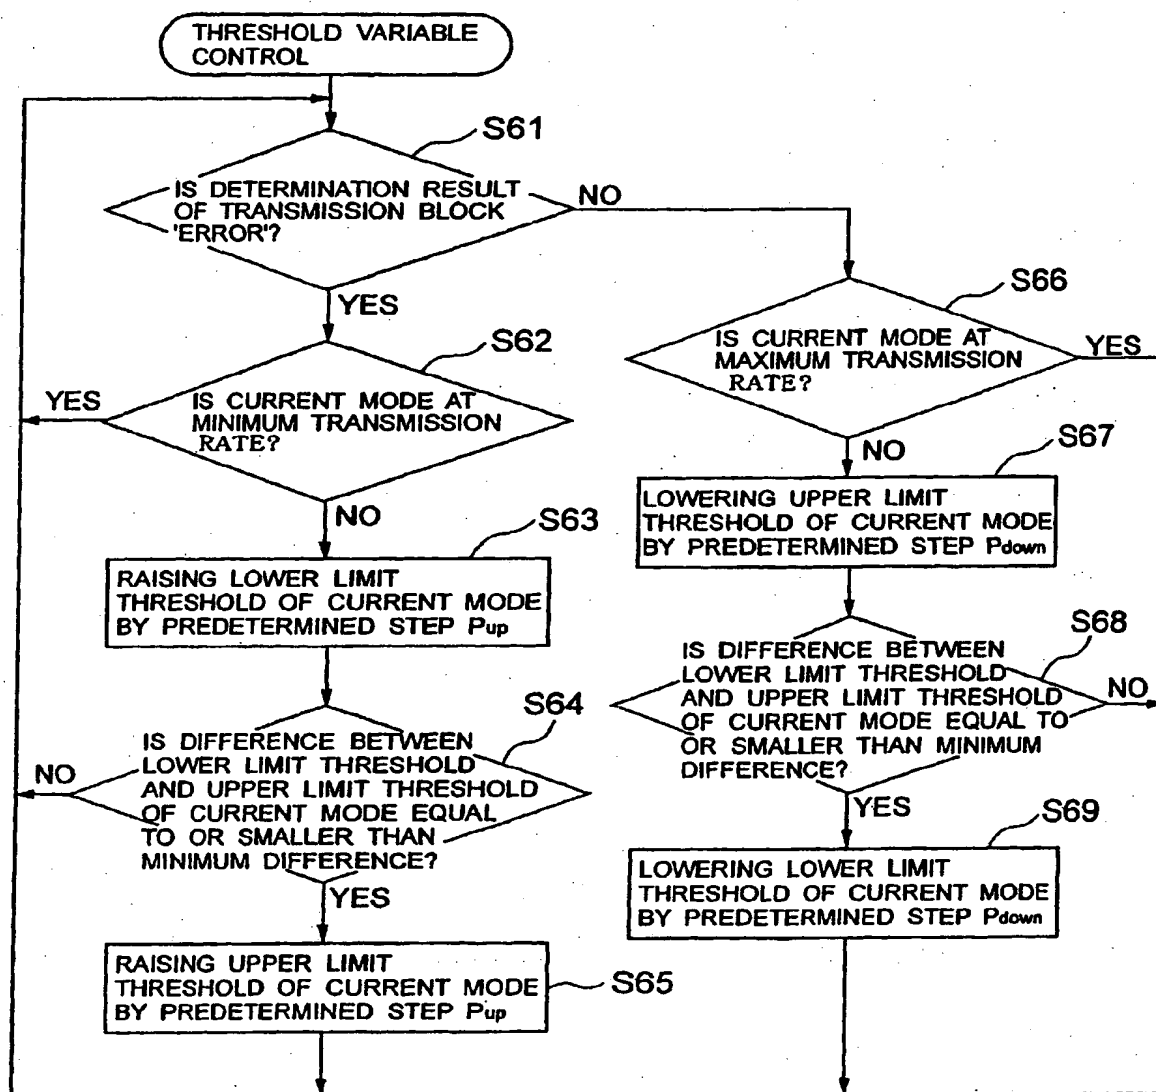 THRESHOLD VARIABLE
CONTROL
S61
IS DETERMINATION RESULT
OF TRANSMISSION BLOCK
'ERROR'?
NO
YES
S62
IS CURRENT MODE AT
MINIMUM TRANSMISSION
RATE?
YES
NO
S63
RAISING LOWER LIMIT
THRESHOLD OF CURRENT MODE
BY PREDETERMINED STEP Pup
S64
IS DIFFERENCE BETWEEN
LOWER LIMIT THRESHOLD
AND UPPER LIMIT THRESHOLD
OF CURRENT MODE EQUAL
TO OR SMALLER THAN
MINIMUM DIFFERENCE?
NO
YES
RAISING UPPER LIMIT
THRESHOLD OF CURRENT MODE
BY PREDETERMINED STEP Pup
S65
S66
IS CURRENT MODE AT
MAXIMUM TRANSMISSION
RATE?
YES
NO
S67
LOWERING UPPER LIMIT
THRESHOLD OF CURRENT MODE
BY PREDETERMINED STEP Pdown
S68
IS DIFFERENCE BETWEEN
LOWER LIMIT THRESHOLD
AND UPPER LIMIT THRESHOLD
OF CURRENT MODE EQUAL TO
OR SMALLER THAN MINIMUM
DIFFERENCE?
NO
YES
S69
LOWERING LOWER LIMIT
THRESHOLD OF CURRENT MODE
BY PREDETERMINED STEP Pdown